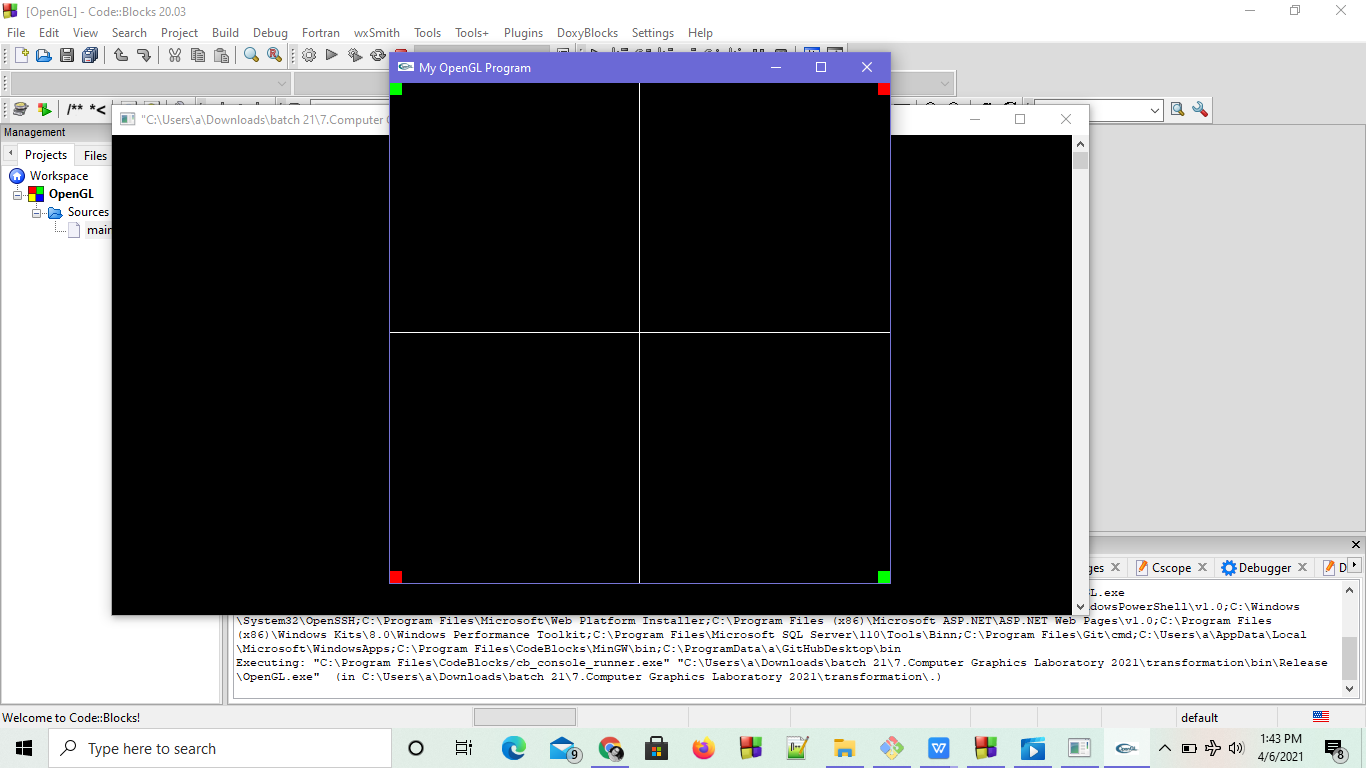 [OpenGL] - Code::Blocks 20.03
File Edit View Search Project Build Debug Fortran wxSmith Tools Tools+ Plugins DoxyBlocks Settings Help
My OpenGL Program
/** *<
"C:\Users\a\Downloads\batch 21\7.Computer
Management
Projects Files
Workspace
OpenGL
Sources
main
Cscope Debugger
GL.exe
dowsPowerShell\v1.0;C:\Windows
\System32\OpenSSH;C:\Program Files\Microsoft\Web Platform Installer;C:\Program Files (x86)\Microsoft ASP.NET\ASP.NET Web Pages\v1.0;C:\Program Files
(x86)\Windows Kits\8.0\Windows Performance Toolkit;C:\Program Files\Microsoft SQL Server\110\Tools\Binn;C:\Program Files\Git\cmd;C:\Users\a\AppData\Local
\Microsoft\WindowsApps;C:\Program Files\CodeBlocks\MinGW\bin;C:\ProgramData\a\GitHubDesktop\bin
Executing: "C:\Program Files\CodeBlocks/cb_console_runner.exe" "C:\Users\a\Downloads\batch 21\7.Computer Graphics Laboratory 2021\transformation\bin\Release
\OpenGL.exe" (in C:\Users\a\Downloads\batch 21\7.Computer Graphics Laboratory 2021\transformation\.)
Welcome to Code::Blocks! default
Type here to search
9
W
1:43 PM
4/6/2021
8